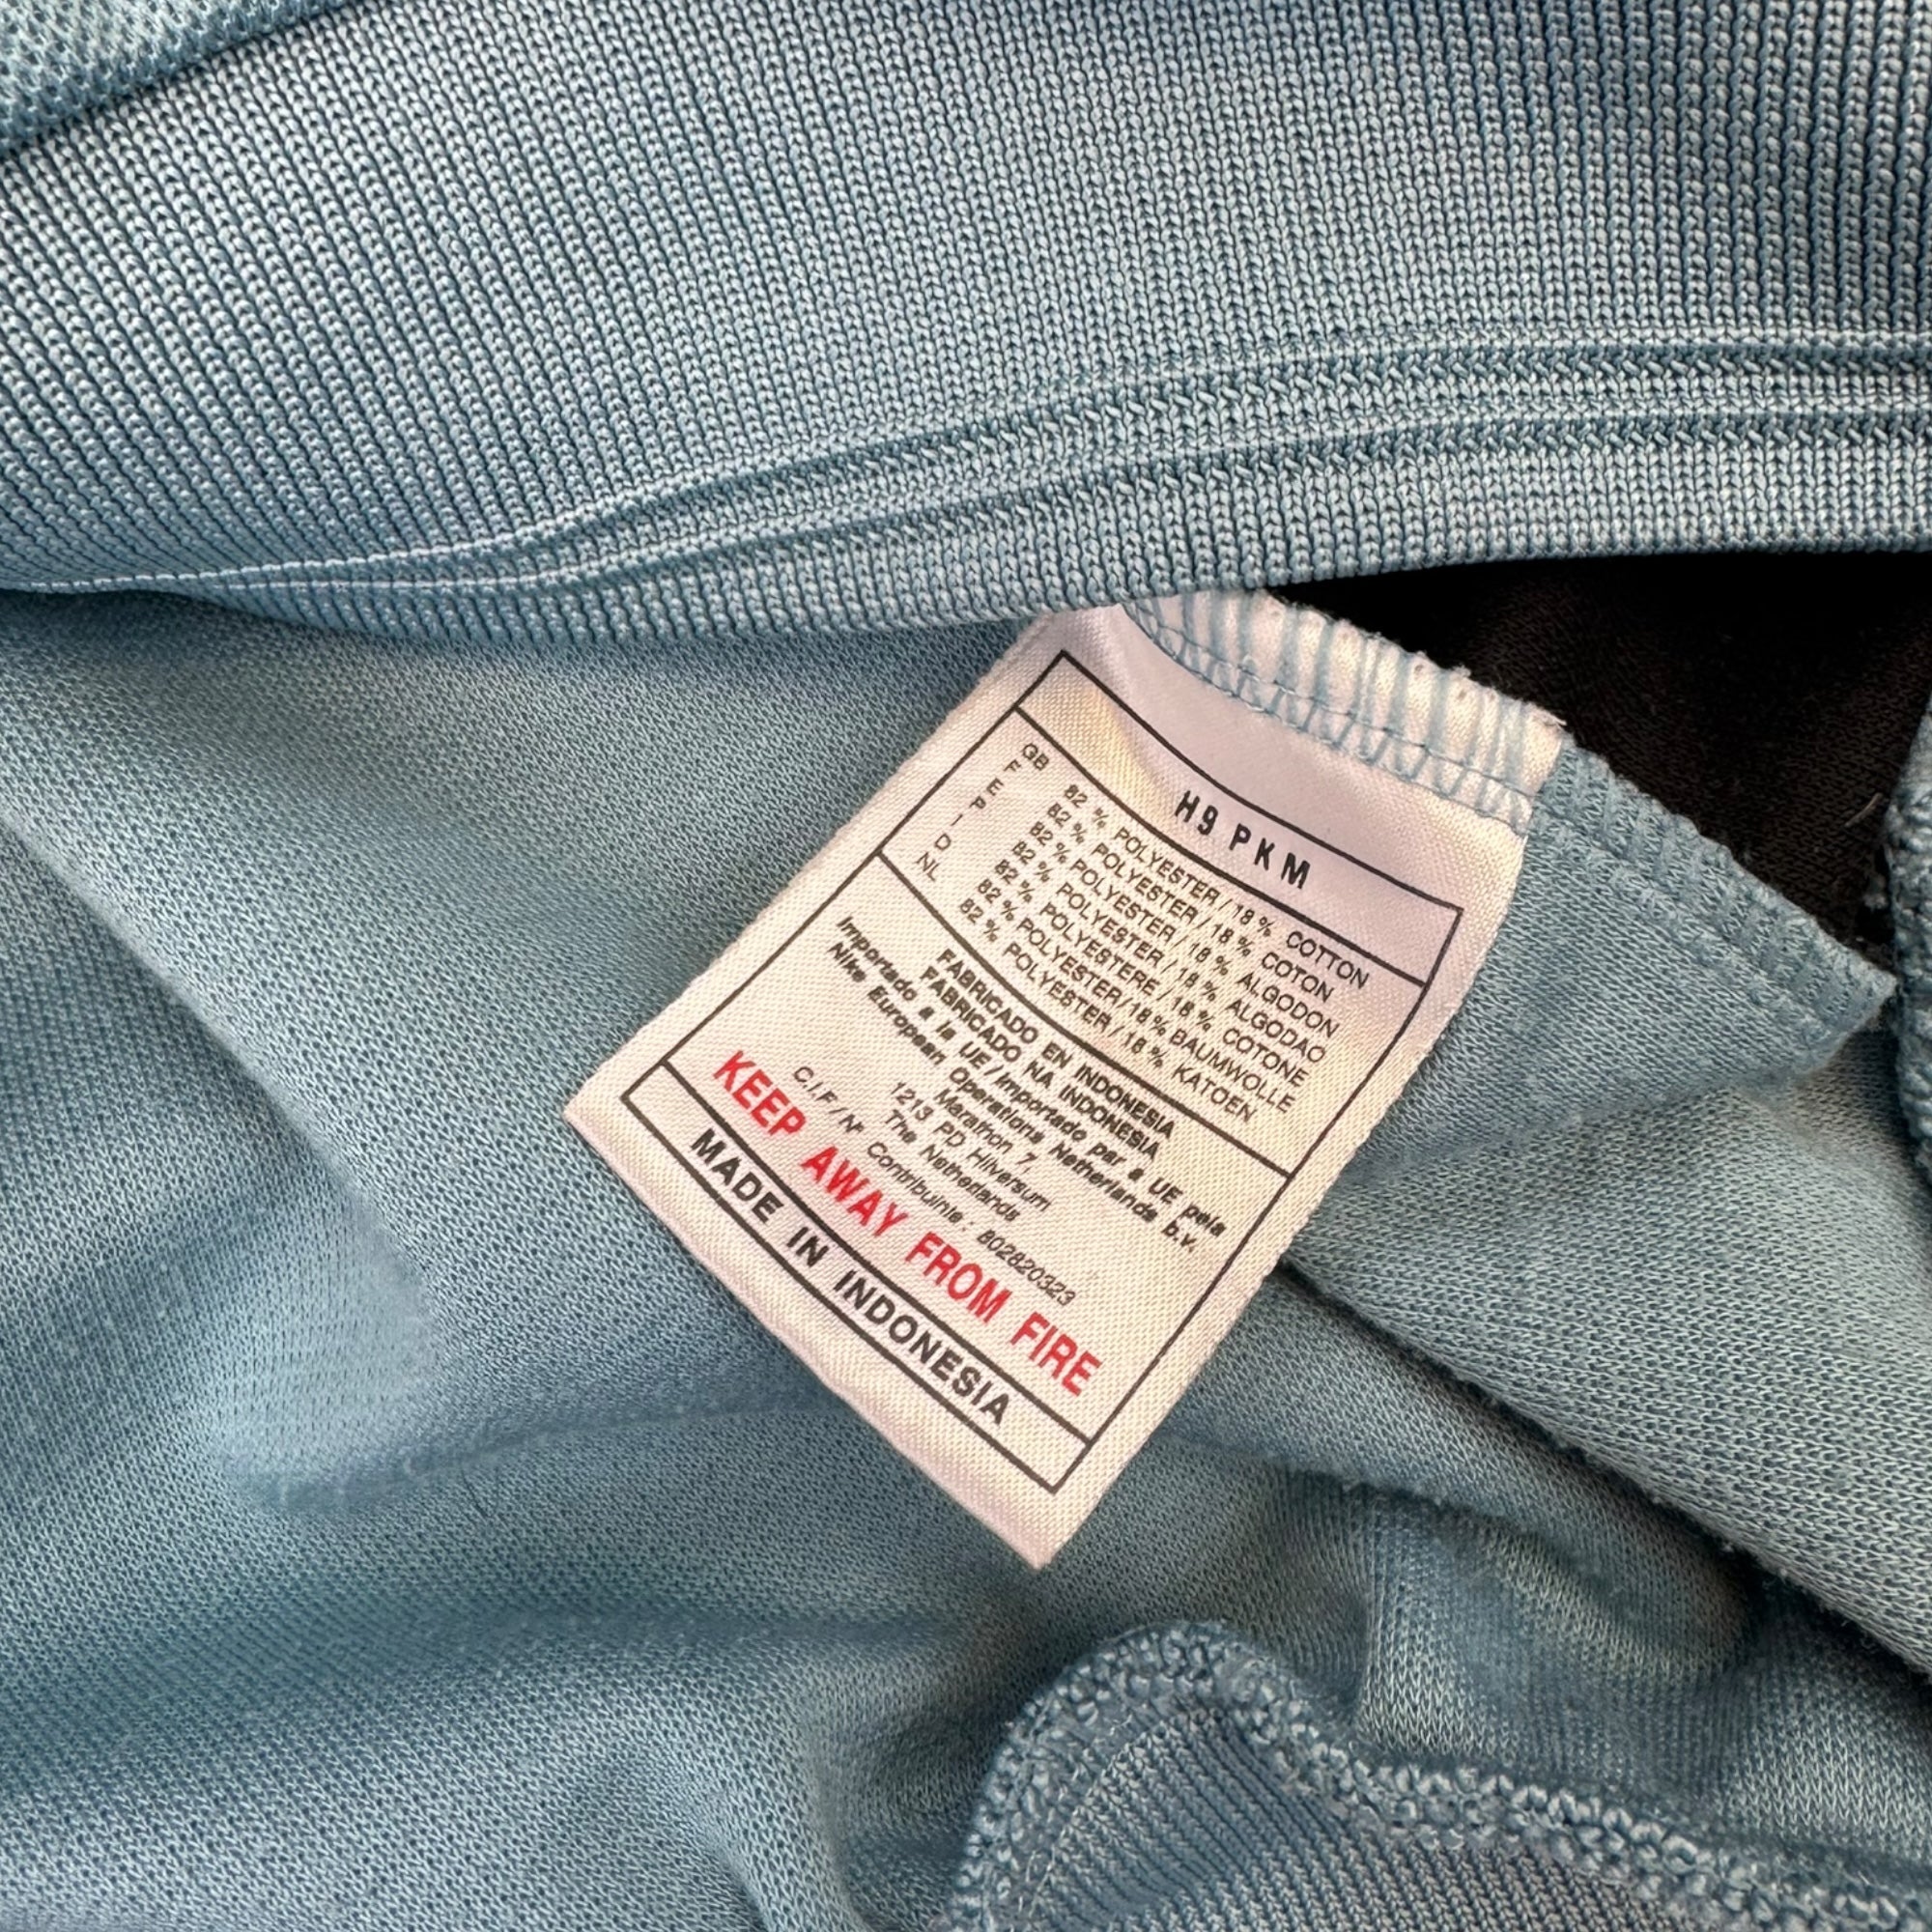 H9 PKM
GB 82 % POLYESTER / 18 % COTTON
F 82 % POLYESTER / 18 % COTON
E 82 % POLYESTER / 18 % ALGODON
P 82 % POLYESTER / 18 % ALGODAO
I 82 % POLYESTERE / 18 % COTONE
D 82 % POLYESTER / 18 % BAUMWOLLE
NL 82 % POLYESTER / 18 % KATOEN
FABRICADO EN INDONESIA
FABRICADO NA INDONESIA
Importado a la UE / Importado par a UE pela
Nike European Operations Netherlands b.v.
Marathon 7,
1213 PD Hilversum
The Netherlands
C.I.F / Nº Contribuinte : 802820323
KEEP AWAY FROM FIRE
MADE IN INDONESIA